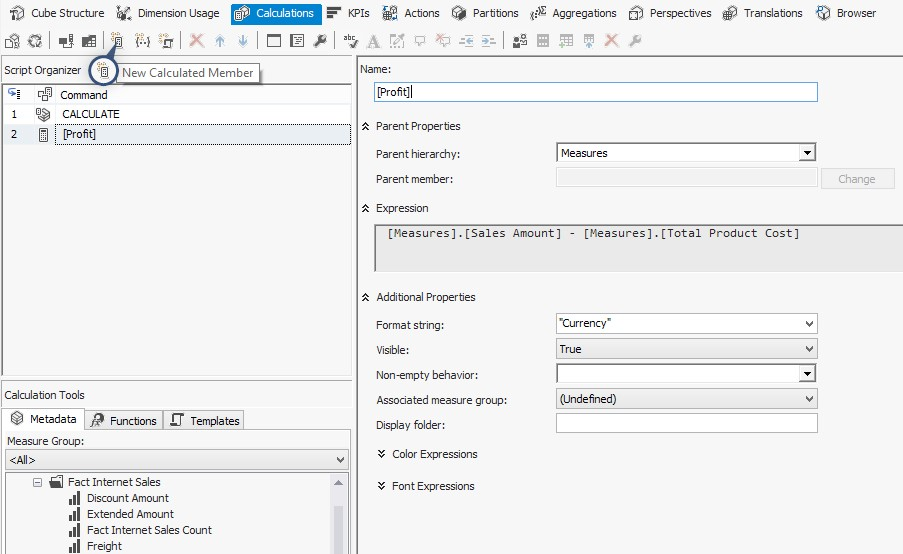 Cube Structure Dimension Usage Calculations KPIs Actions Partitions Aggregations Perspectives Translations Browser
Script Organizer
New Calculated Member
Command
1 CALCULATE
2 [Profit]
Calculation Tools
Metadata Functions Templates
Measure Group:
<All>
Fact Internet Sales
Discount Amount
Extended Amount
Fact Internet Sales Count
Freight
Name:
[Profit]
Parent Properties
Parent hierarchy: Measures
Parent member: Change
Expression
[Measures].[Sales Amount] - [Measures].[Total Product Cost]
Additional Properties
Format string: "Currency"
Visible: True
Non-empty behavior:
Associated measure group: (Undefined)
Display folder:
Color Expressions
Font Expressions